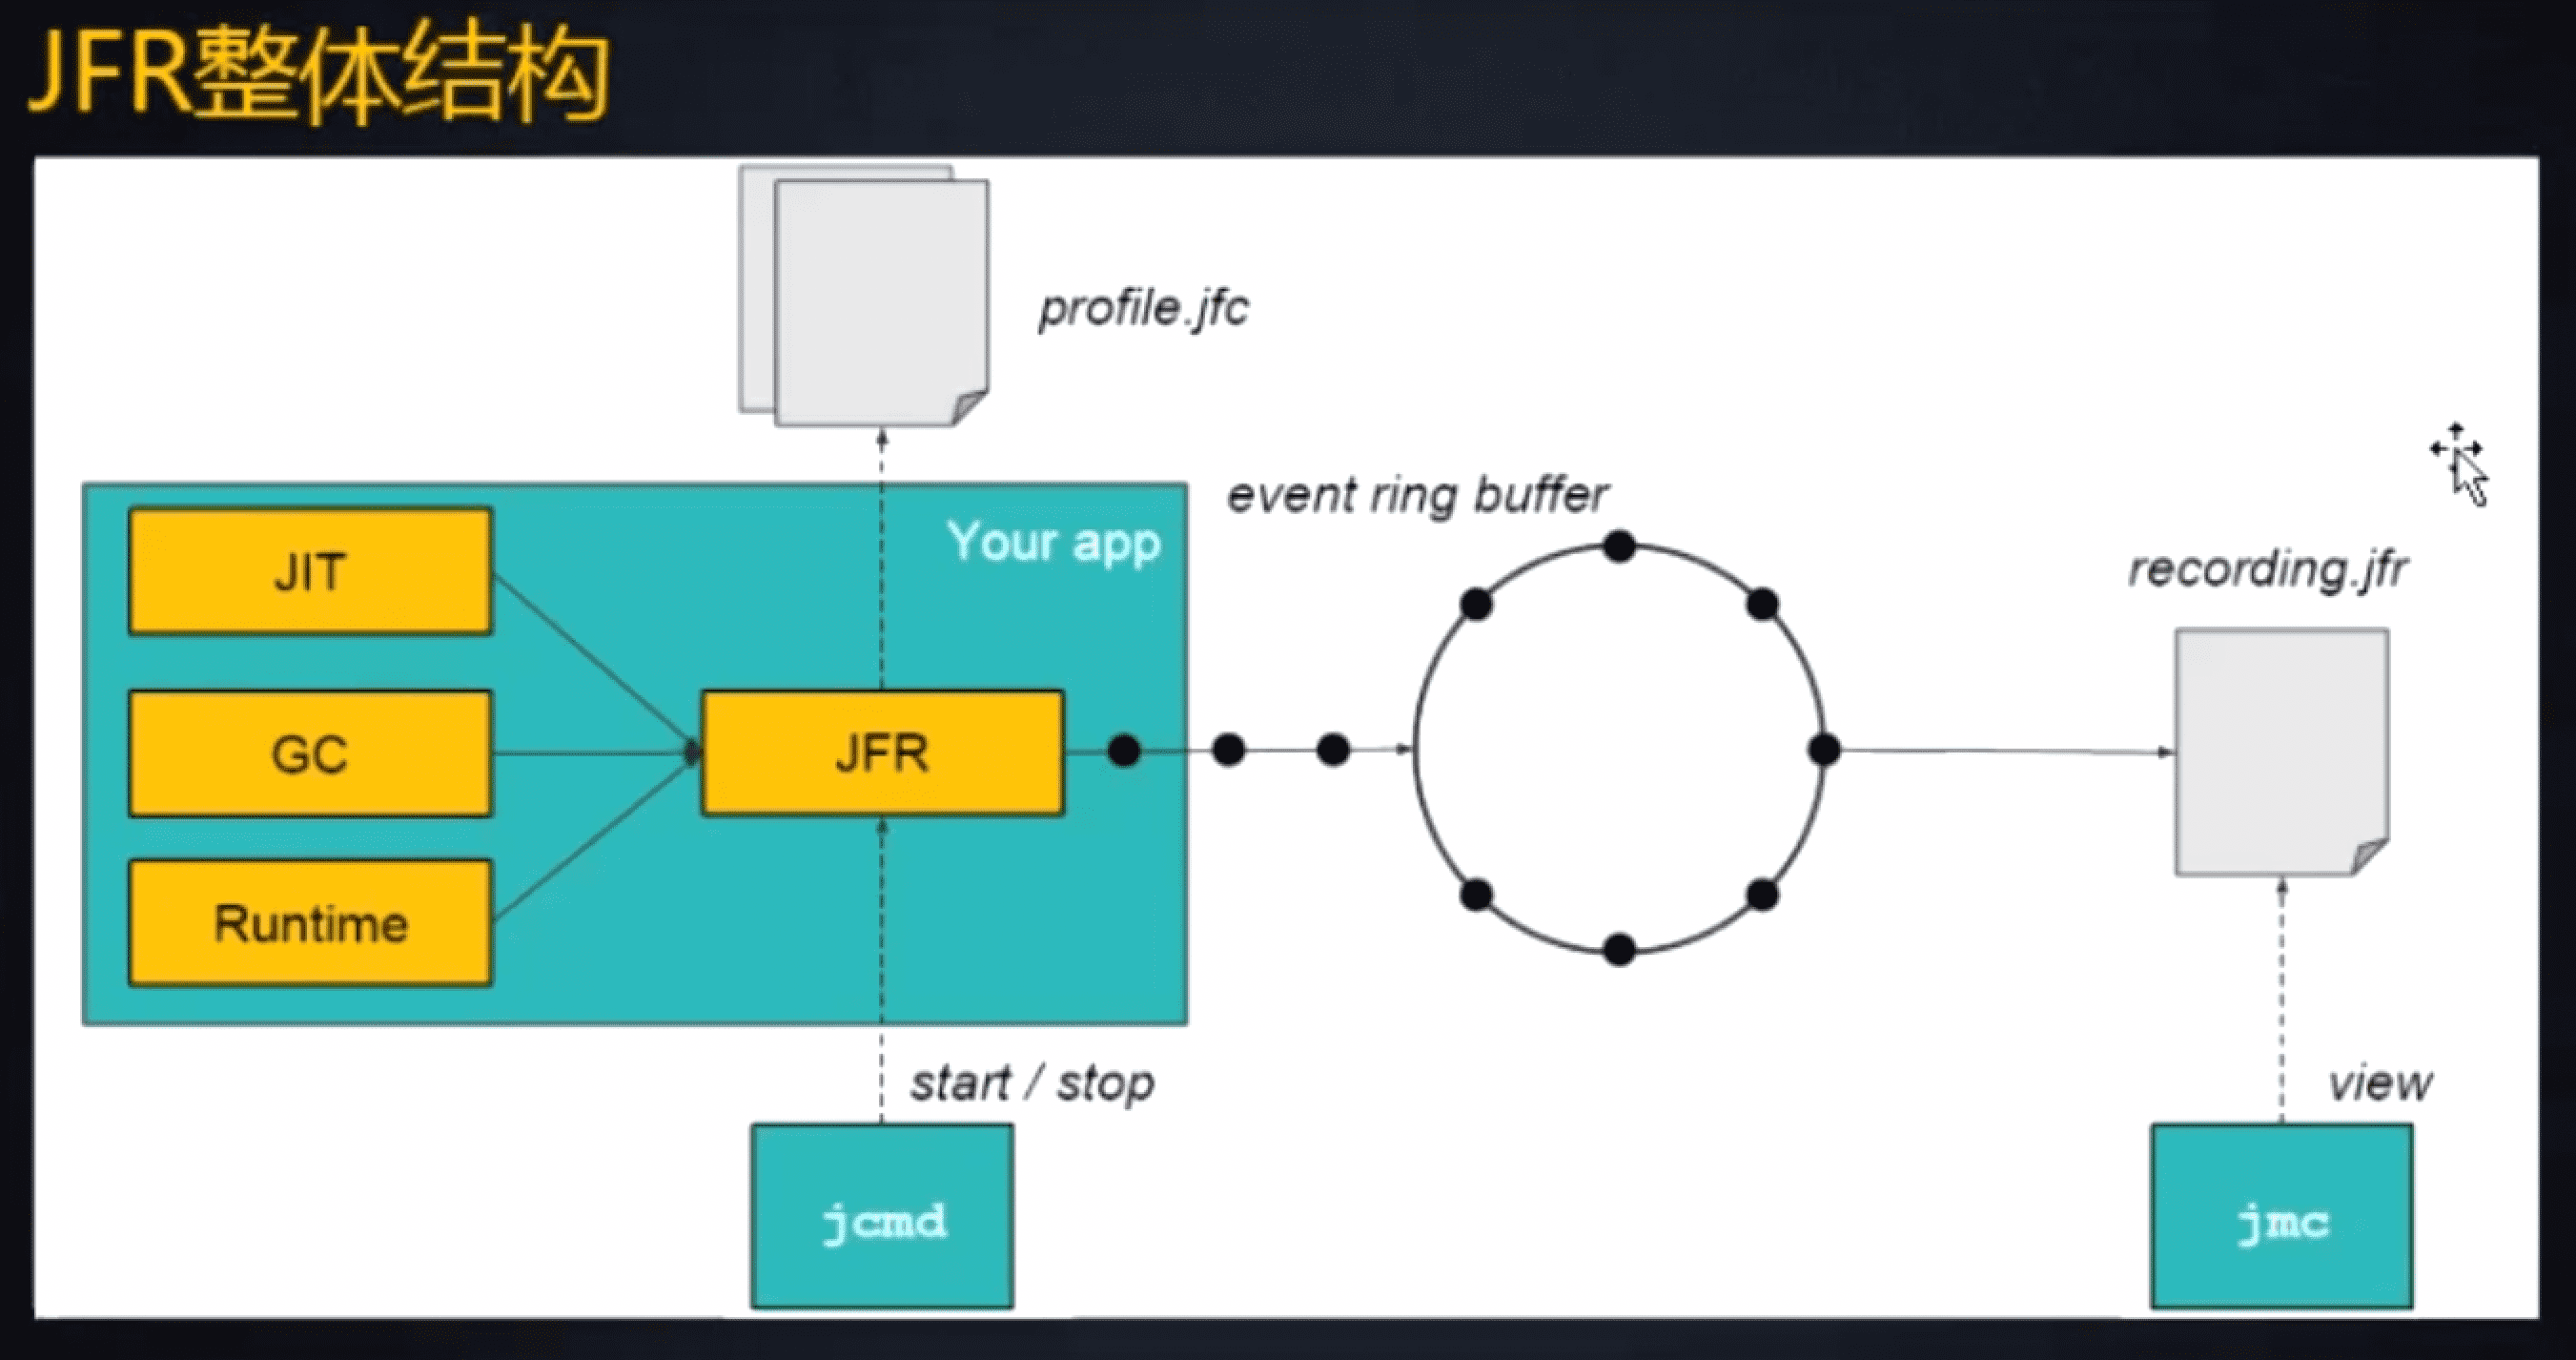 JFR整体结构
profile.jfc
event ring buffer
Your app
recording.jfr
JIT
GC
JFR
Runtime
start / stop
view
jcmd
jmc